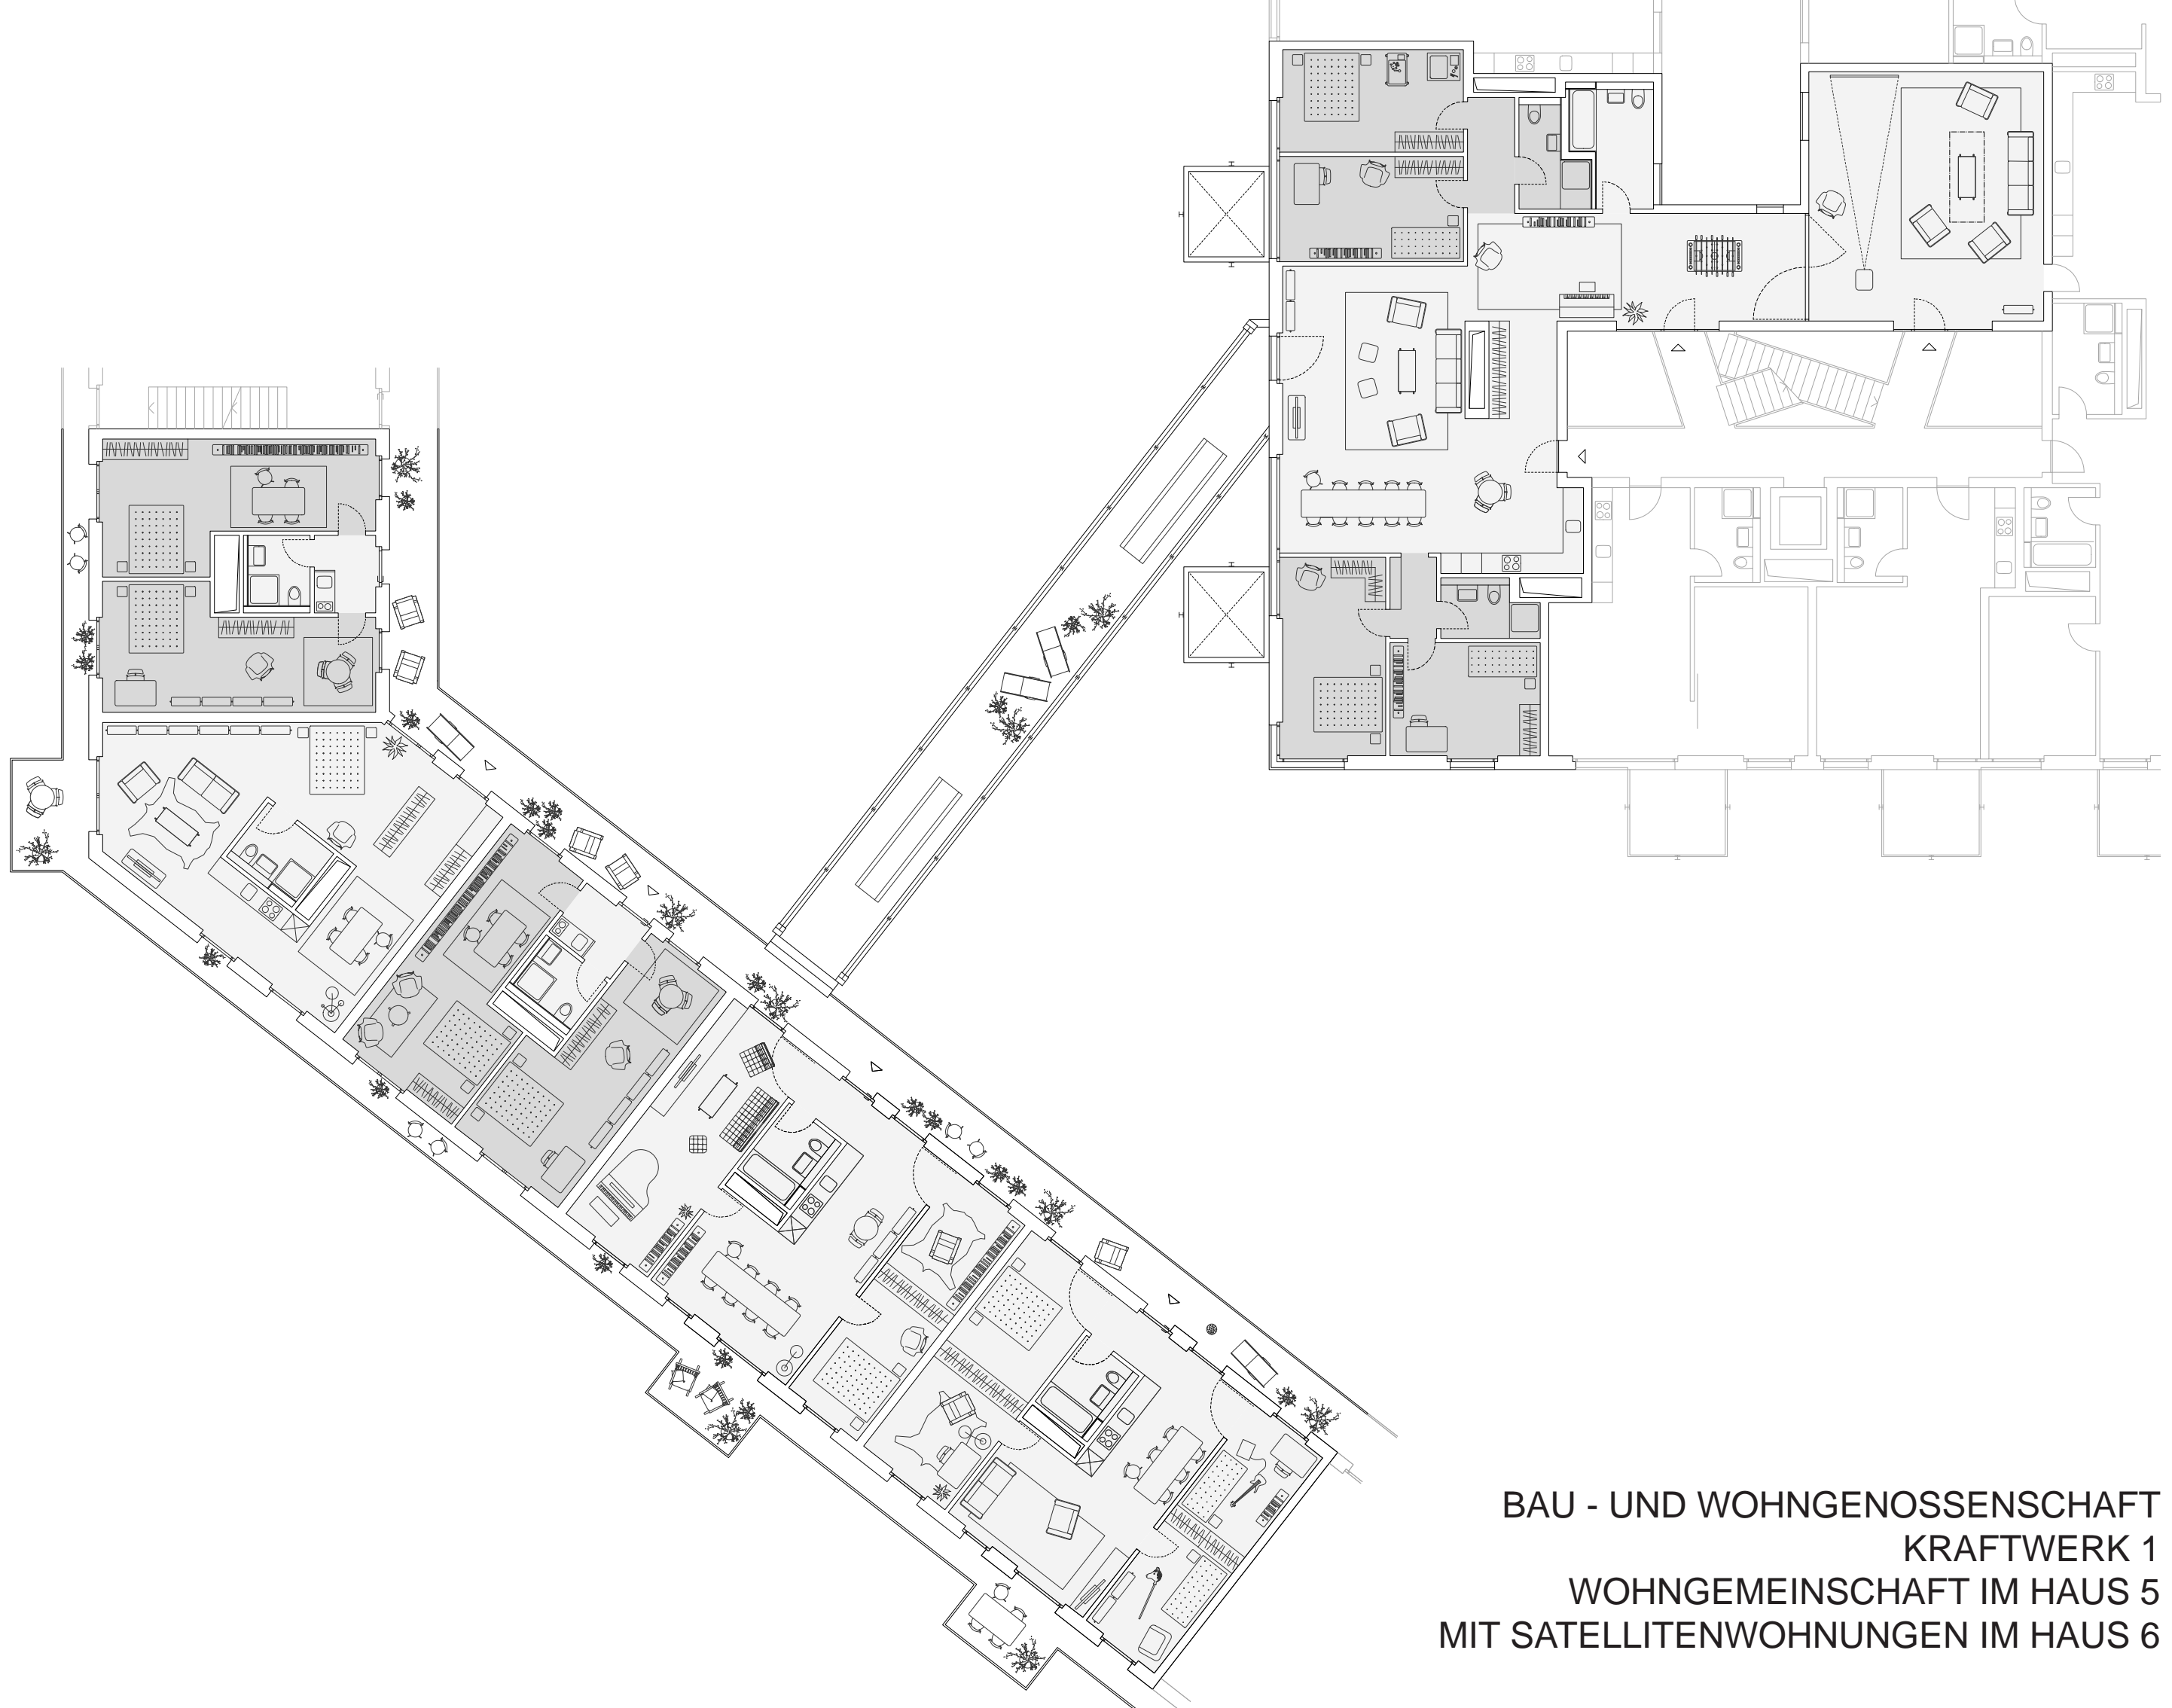 BAU - UND WOHNGENOSSENSCHAFT
KRAFTWERK 1
WOHNGEMEINSCHAFT IM HAUS 5
MIT SATELLITENWOHNUNGEN IM HAUS 6